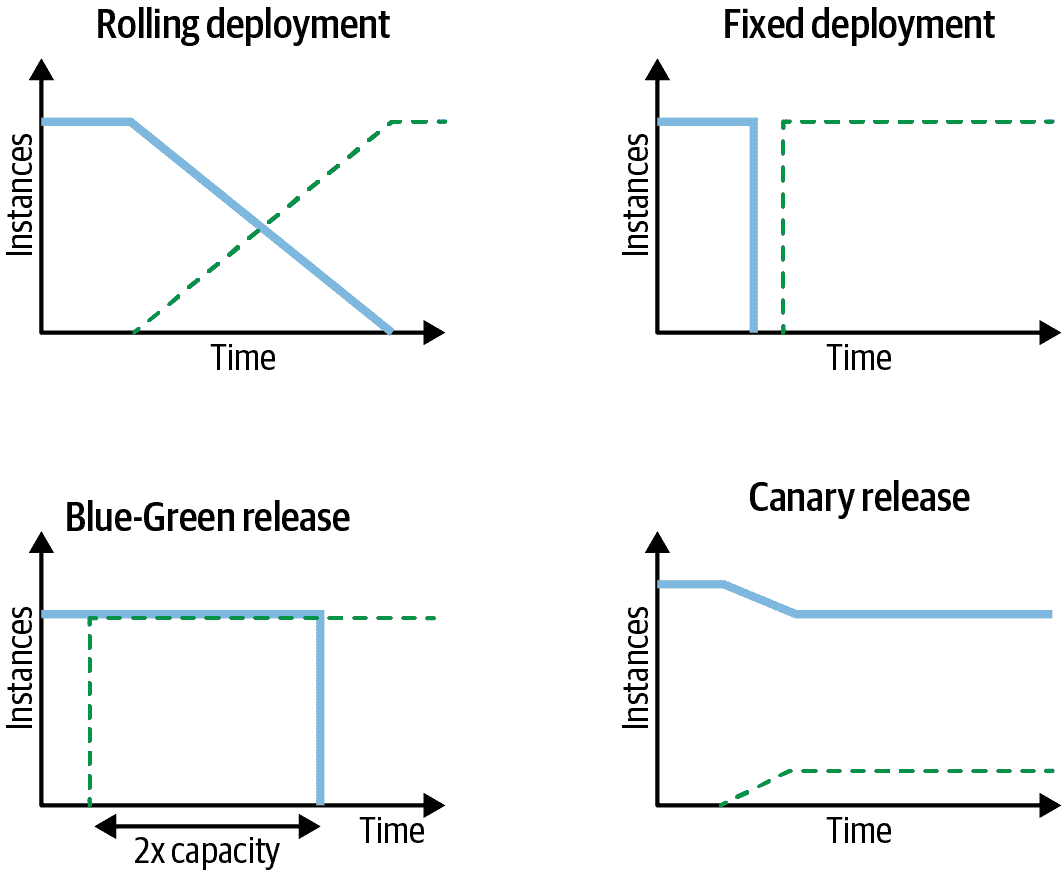 Rolling deployment
Instances
Time
Fixed deployment
Instances
Time
Blue-Green release
Instances
Time
2x capacity
Canary release
Instances
Time